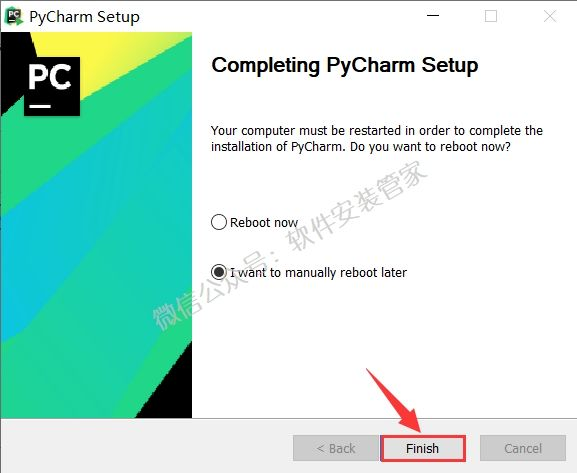 PyCharm Setup
PC
Completing PyCharm Setup
Your computer must be restarted in order to complete the
installation of PyCharm. Do you want to reboot now?
Reboot now
I want to manually reboot later
微信公众号：软件安装管家
< Back
Finish
Cancel